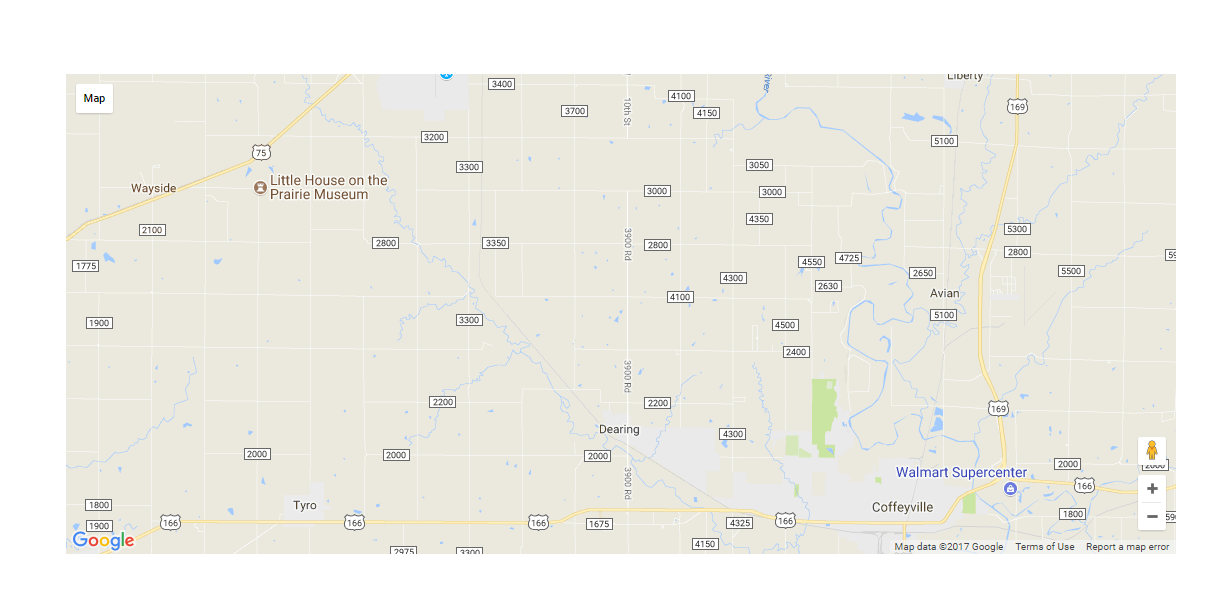 Map
Liberty
3400
4100
169
3700
10th St
4150
River
3200
5100
75
3300
3050
Little House on the
Prairie Museum
Wayside
3000
3000
4350
2100
5300
2800
3350
3900 Rd
2800
2800
4550
4725
1775
2650
5500
4300
2630
Avian
4100
5100
1900
3300
4500
2400
3900 Rd
2200
2200
169
Dearing
4300
2000
2000
2000
2000
2000
Walmart Supercenter
3900 Rd
166
1800
Tyro
Coffeyville
1800
1900
166
166
166
1675
4325
166
Google
2975
3300
4150
Map data ©2017 Google
Terms of Use
Report a map error